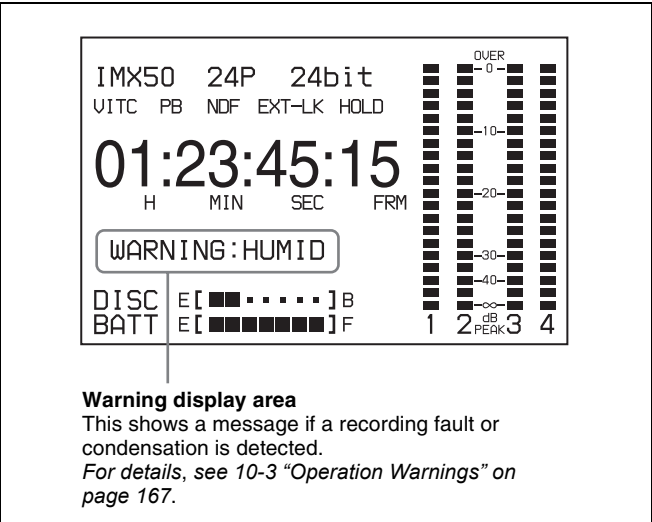 IMX50 24P 24bit
VITC PB NDF EXT-LK HOLD
01:23:45:15
H MIN SEC FRM
WARNING:HUMID
DISC E[ ]B
BATT E[ ]F
OVER
0
-10-
-20-
-30-
-40-
-∞-
1 2 dB PEAK 3 4
Warning display area
This shows a message if a recording fault or
condensation is detected.
For details, see 10-3 “Operation Warnings” on
page 167.